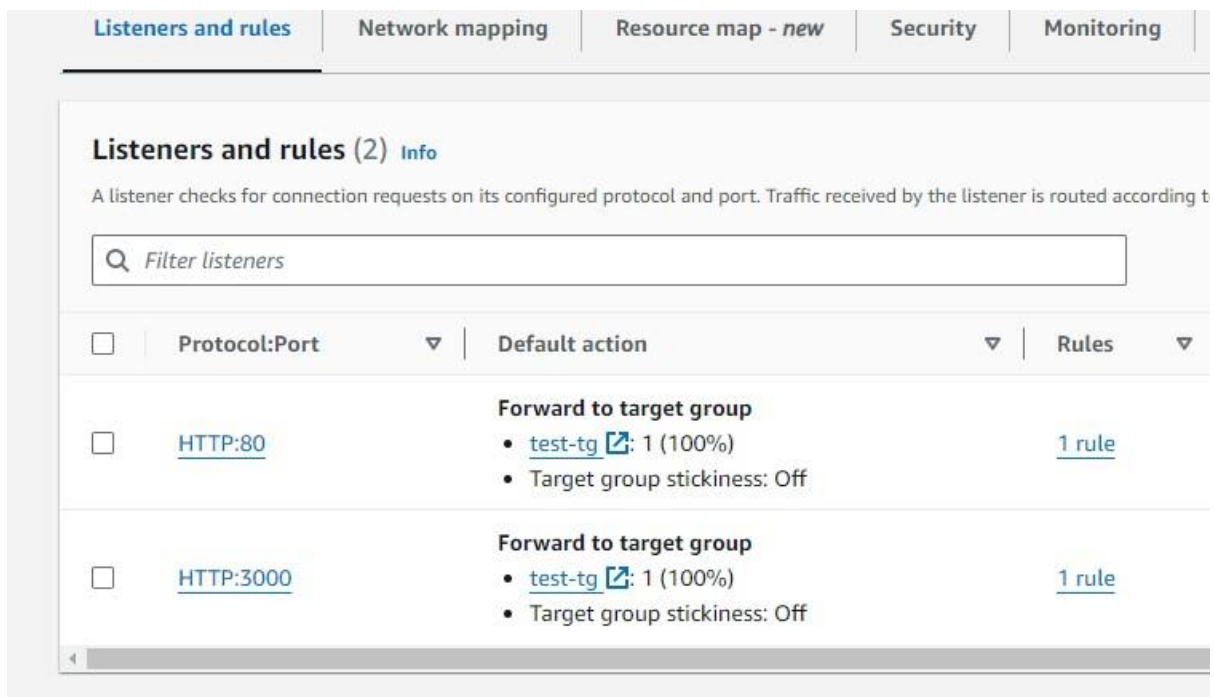 Listeners and rules Network mapping Resource map - new Security Monitoring
Listeners and rules (2) Info
A listener checks for connection requests on its configured protocol and port. Traffic received by the listener is routed according
Filter listeners
Protocol:Port Default action Rules
Forward to target group
HTTP:80 • test-tg : 1 (100%) 1 rule
• Target group stickiness: Off
Forward to target group
HTTP:3000 • test-tg : 1 (100%) 1 rule
• Target group stickiness: Off